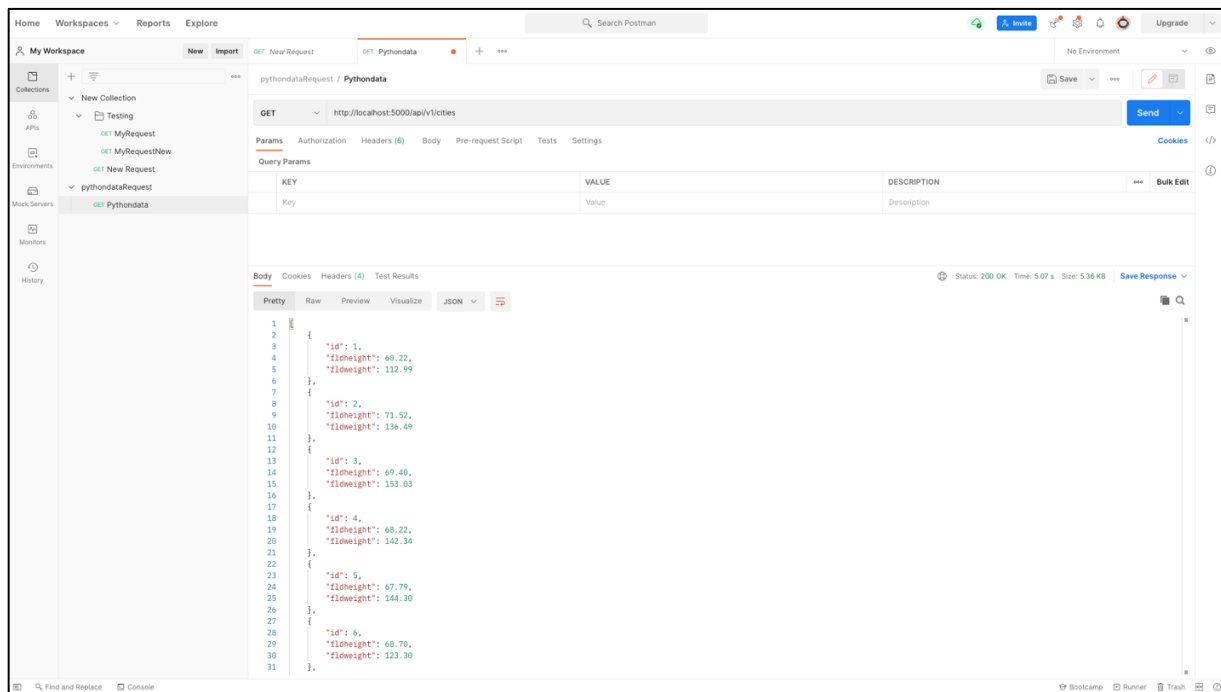 Home Workspaces Reports Explore Search Postman Invite Upgrade
My Workspace New Import GET New Request GET Pythondata No Environment
Collections
APIs
Environments
Mock Servers
Monitors
History
New Collection
Testing
GET MyRequest
GET MyRequestNew
GET New Request
pythondataRequest
GET Pythondata
pythondataRequest / Pythondata Save
GET http://localhost:5000/api/v1/cities Send
Params Authorization Headers (6) Body Pre-request Script Tests Settings Cookies
Query Params
KEY VALUE DESCRIPTION Bulk Edit
Key Value Description
Body Cookies Headers (4) Test Results Status: 200 OK Time: 5.07 s Size: 5.36 KB Save Response
Pretty Raw Preview Visualize JSON
1 [
2 {
3 "id": 1,
4 "fldheight": 60.22,
5 "fldweight": 112.99
6 },
7 {
8 "id": 2,
9 "fldheight": 71.52,
10 "fldweight": 136.49
11 },
12 {
13 "id": 3,
14 "fldheight": 69.40,
15 "fldweight": 153.03
16 },
17 {
18 "id": 4,
19 "fldheight": 68.22,
20 "fldweight": 142.34
21 },
22 {
23 "id": 5,
24 "fldheight": 67.79,
25 "fldweight": 144.30
26 },
27 {
28 "id": 6,
29 "fldheight": 68.70,
30 "fldweight": 123.30
31 },
Find and Replace Console Bootcamp Runner Trash